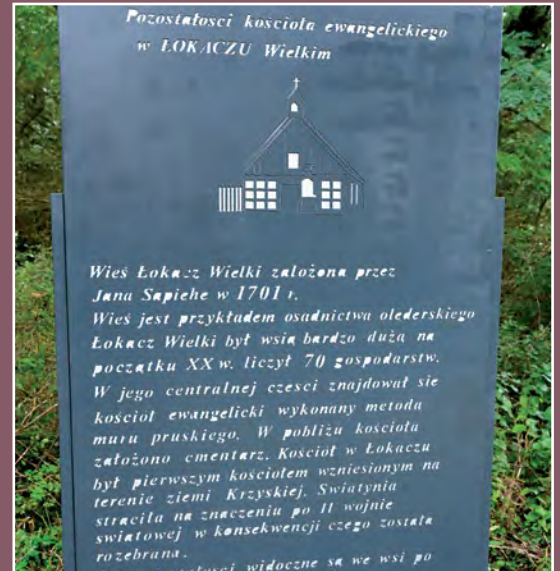 Pozostałosci kościoła ewangelickiego
w ŁOKACZU Wielkim
Wieś Łokacz Wielki założona przez
Jana Sapiehe w 1701 r.
Wieś jest przykładem osadnictwa olederskiego
Łokacz Wielki był wsią bardzo dużą na
początku XX w. liczył 70 gospodarstw.
W jego centralnej czesci znajdował sie
kościoł ewangelicki wykonany metoda
muru pruskiego. W pobliżu kościoła
założono cmentarz. Kościoł w Łokaczu
był pierwszym kościołem wzniesionym na
terenie ziemi Krzyskiej. Swiatynia
straciła na znaczeniu po II wojnie
swiatowej w konsekwencji czego została
rozebrana.
widoczne są we wsi po